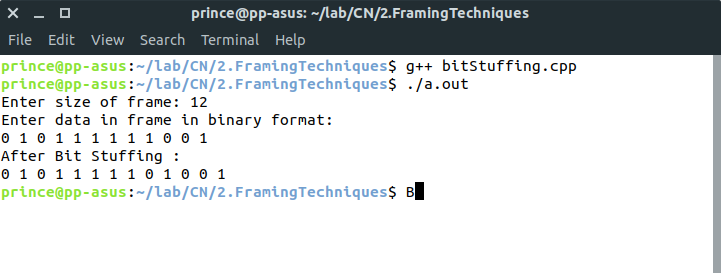 prince@pp-asus: ~/lab/CN/2.FramingTechniques
File Edit View Search Terminal Help
prince@pp-asus:~/lab/CN/2.FramingTechniques$ g++ bitStuffing.cpp
prince@pp-asus:~/lab/CN/2.FramingTechniques$ ./a.out
Enter size of frame: 12
Enter data in frame in binary format:
0 1 0 1 1 1 1 1 1 0 0 1
After Bit Stuffing :
0 1 0 1 1 1 1 1 0 1 0 0 1
prince@pp-asus:~/lab/CN/2.FramingTechniques$ B